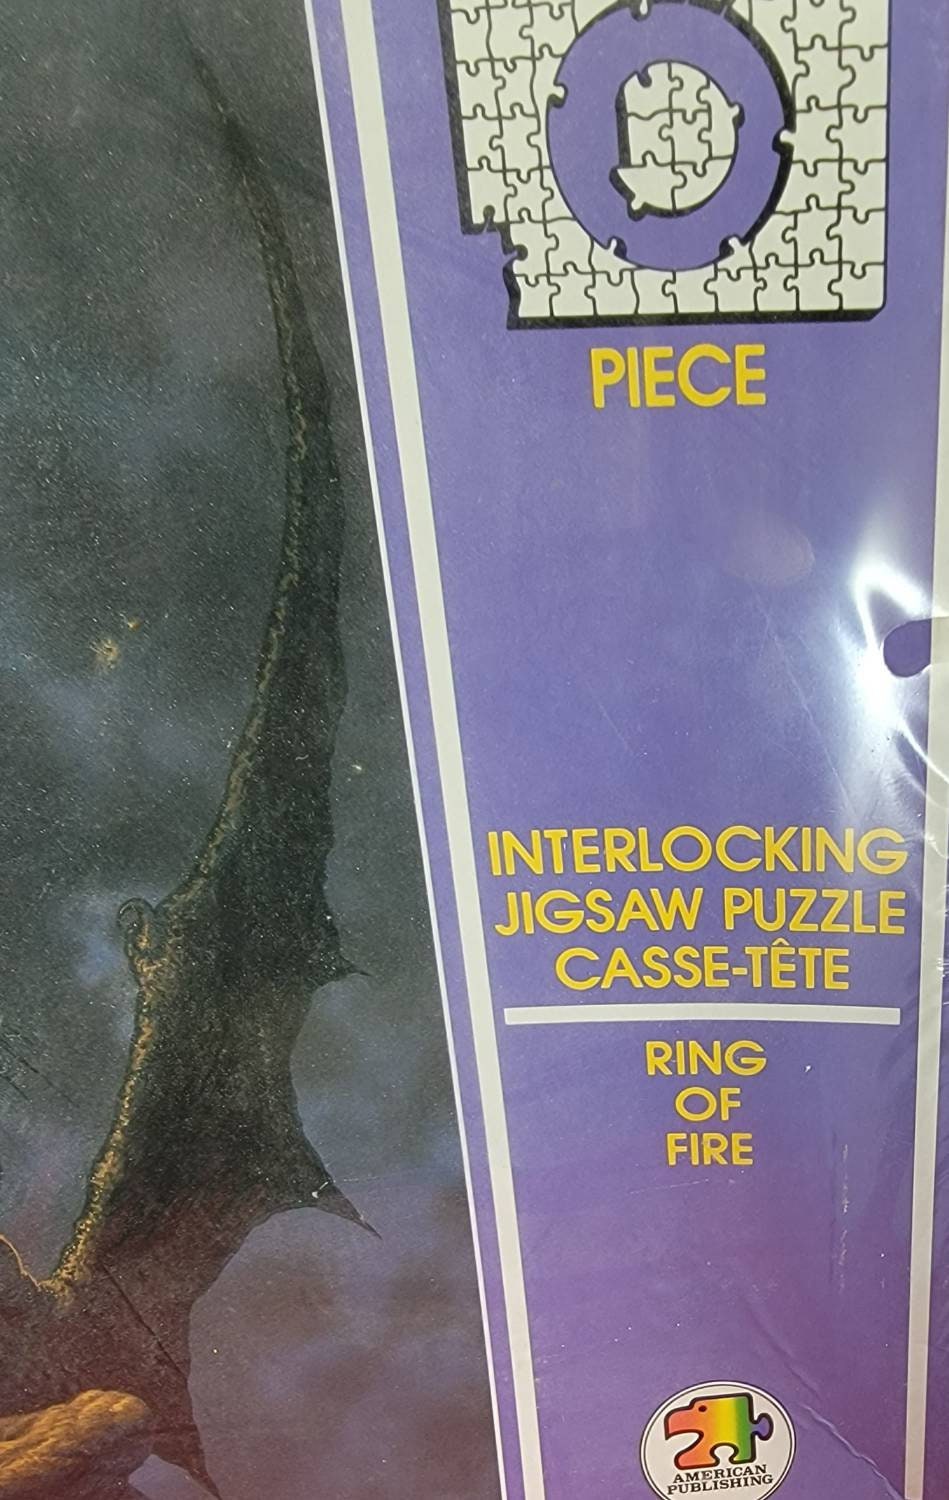 PIECE
INTERLOCKING
JIGSAW PUZZLE
CASSE-TÊTE
RING
OF
FIRE
AMERICAN
PUBLISHING